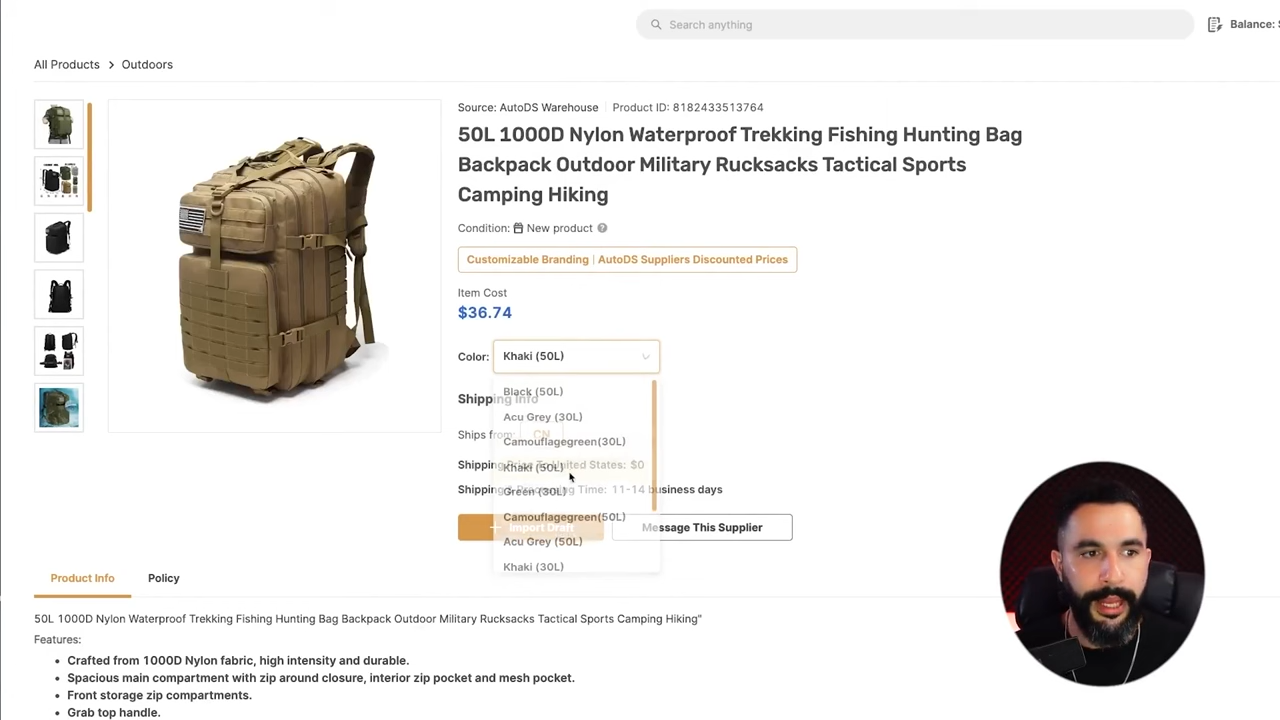 Search anything
Balance: $
All Products > Outdoors
Source: AutoDS Warehouse | Product ID: 8182433513764
50L 1000D Nylon Waterproof Trekking Fishing Hunting Bag
Backpack Outdoor Military Rucksacks Tactical Sports
Camping Hiking
Condition: New product
Customizable Branding | AutoDS Suppliers Discounted Prices
Item Cost
$36.74
Color: Khaki (50L)
Black (50L)
Shipping Info
Acu Grey (30L)
Ships from: CN
Camouflagegreen(30L)
Shipping Price To United States: $0
Khaki (50L)
Shipping & Processing Time: 11-14 business days
Green (30L)
Camouflagegreen(50L)
+ Import Draft
Message This Supplier
Acu Grey (50L)
Khaki (30L)
Product Info
Policy
50L 1000D Nylon Waterproof Trekking Fishing Hunting Bag Backpack Outdoor Military Rucksacks Tactical Sports Camping Hiking"
Features:
• Crafted from 1000D Nylon fabric, high intensity and durable.
• Spacious main compartment with zip around closure, interior zip pocket and mesh pocket.
• Front storage zip compartments.
• Grab top handle.